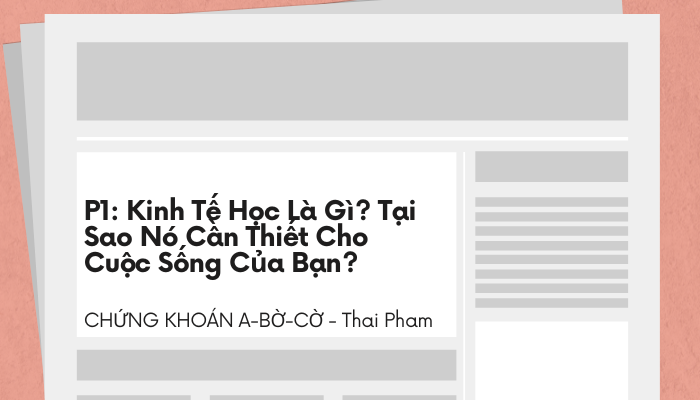 P1: Kinh Tế Học Là Gì? Tại
Sao Nó Cần Thiết Cho
Cuộc Sống Của Bạn?
CHỨNG KHOÁN A-BỜ-CỜ - Thai Pham